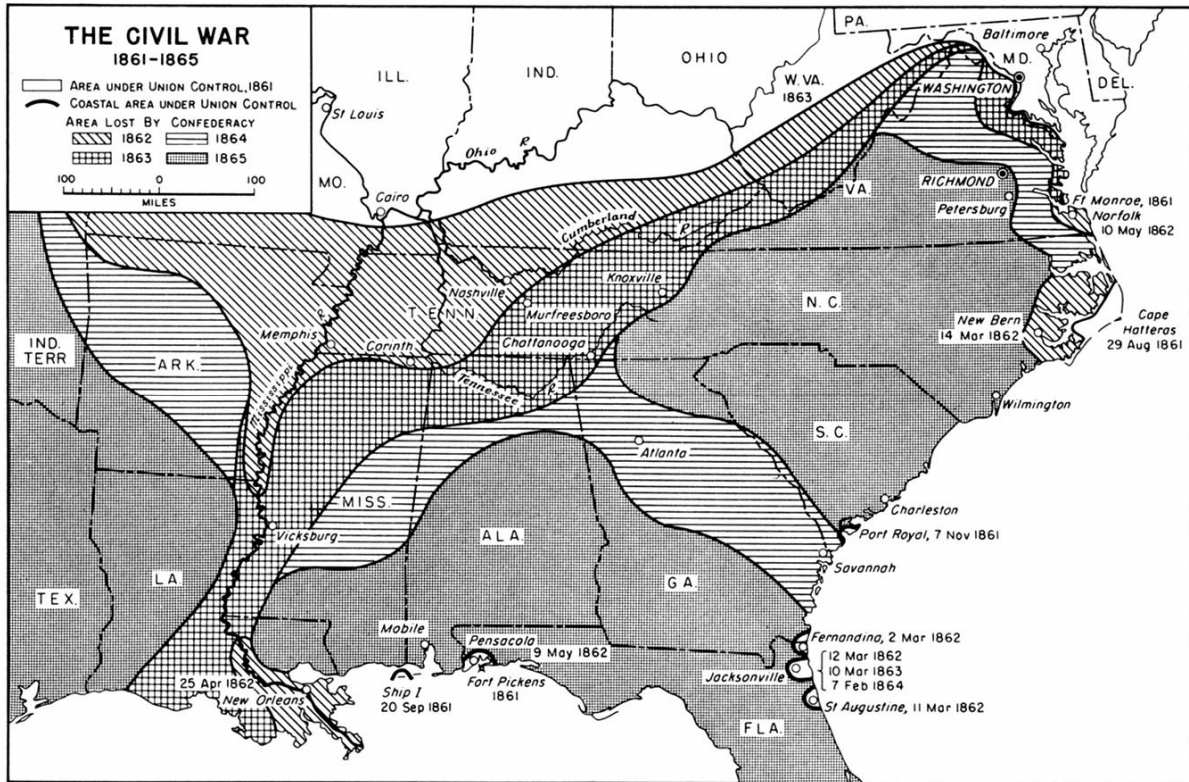 THE CIVIL WAR
1861-1865
AREA UNDER UNION CONTROL, 1861
COASTAL AREA UNDER UNION CONTROL
AREA LOST BY CONFEDERACY
1862
1864
1863
1865
100 0 100
MILES
PA.
Baltimore
MD.
DEL.
OHIO
IND.
ILL.
W. VA.
1863
WASHINGTON
St Louis
Ohio R
MO.
Cairo
VA.
RICHMOND
Petersburg
Ft Monroe, 1861
Norfolk
10 May 1862
Cumberland R
Nashville
Knoxville
TENN.
Murfreesboro
N. C.
Memphis
Corinth
Chattanooga
New Bern
14 Mar 1862
Cape
Hatteras
29 Aug 1861
IND.
TERR
ARK.
Mississippi R
Tennessee R
Wilmington
S. C.
Atlanta
MISS.
Charleston
Port Royal, 7 Nov 1861
Vicksburg
ALA.
Savannah
LA.
GA.
TEX.
Mobile
Pensacola
9 May 1862
Fernandina, 2 Mar 1862
12 Mar 1862
Jacksonville
10 Mar 1863
7 Feb 1864
25 Apr 1862
New Orleans
Ship I
20 Sep 1861
Fort Pickens
1861
St Augustine, 11 Mar 1862
FLA.